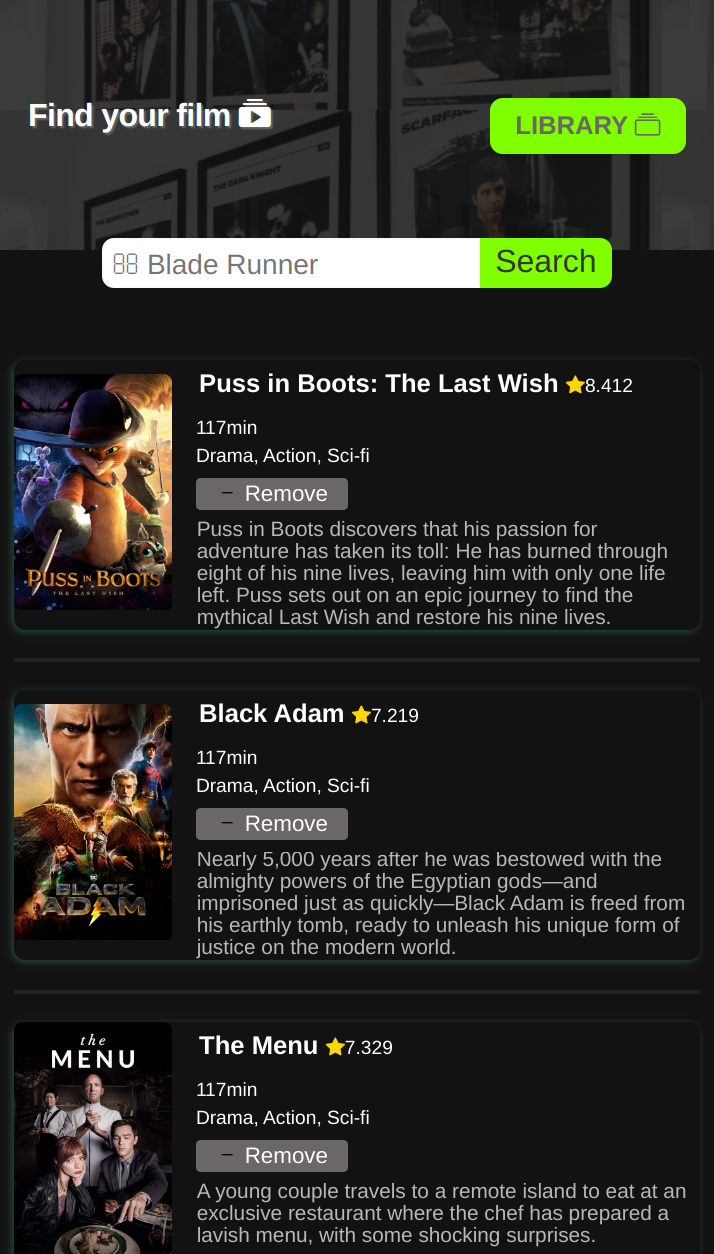 SCARFACE
THE GODFATHER
THE DARK KNIGHT
Find your film
LIBRARY
Blade Runner
Search
Puss in Boots: The Last Wish 8.412
117min
Drama, Action, Sci-fi
− Remove
Puss in Boots discovers that his passion for
adventure has taken its toll: He has burned through
eight of his nine lives, leaving him with only one life
left. Puss sets out on an epic journey to find the
mythical Last Wish and restore his nine lives.
PUSS IN BOOTS
THE LAST WISH
Black Adam 7.219
117min
Drama, Action, Sci-fi
− Remove
Nearly 5,000 years after he was bestowed with the
almighty powers of the Egyptian gods—and
imprisoned just as quickly—Black Adam is freed from
his earthly tomb, ready to unleash his unique form of
justice on the modern world.
DC
BLACK
ADAM
The Menu 7.329
117min
Drama, Action, Sci-fi
− Remove
A young couple travels to a remote island to eat at an
exclusive restaurant where the chef has prepared a
lavish menu, with some shocking surprises.
the
MENU